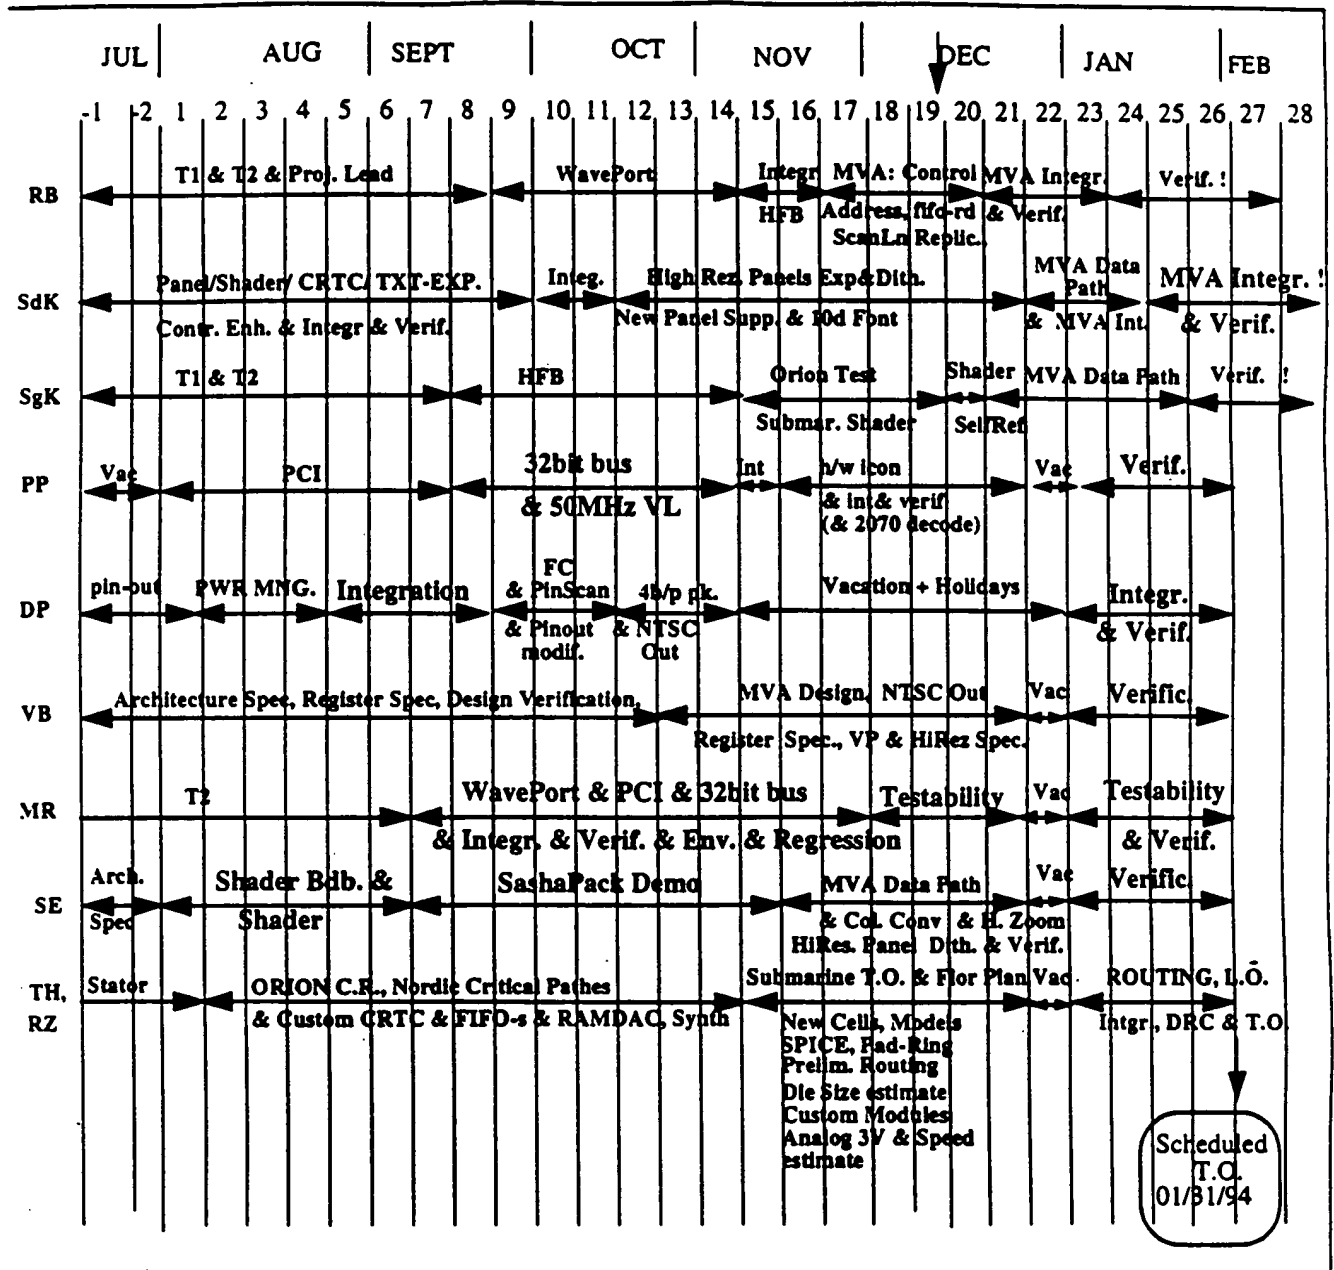 JUL AUG SEPT OCT NOV DEC JAN FEB
-1 -2 1 2 3 4 5 6 7 8 9 10 11 12 13 14 15 16 17 18 19 20 21 22 23 24 25 26 27 28
T1 & T2 & Proj. Lead WavePort Integr MVA: Control MVA Integr. Verif. !
RB
HFB Address, fifo-rd & Verif.
ScanLn Replic.
Panel/Shader/ CRTC/ TXT-EXP. Integ. High Rez. Panels Exp&Dith. MVA Data MVA Integr. !
Path
SdK
Contr. Enh. & Integr & Verif. New Panel Supp. & 10d Font & MVA Int. & Verif.
T1 & T2 HFB Orion Test Shader MVA Data Path Verif. !
SgK
Submar. Shader SelfRef
Vac PCI 32bit bus Int h/w icon Vac Verif.
PP
& 50MHz VL & int& verif
(& 2070 decode)
pin-out PWR MNG. Integration FC 4b/p pk. Vacation + Holidays Integr.
& PinScan
DP
& Pinout & NTSC & Verif.
modif. Out
Architecture Spec, Register Spec, Design Verification, MVA Design, NTSC Out Vac Verific.
VB
Register Spec., VP & HiRez Spec.
T2 WavePort & PCI & 32bit bus Testability Vac Testability
MR
& Integr. & Verif. & Env. & Regression & Verif.
Arch. Shader Bdb. & SashaPack Demo MVA Data Path Vac Verific.
SE
Spec Shader & Col. Conv & H. Zoom
HiRes. Panel Dith. & Verif.
Stator ORION C.R., Nordic Critical Pathes Submarine T.O. & Flor Plan Vac ROUTING, L.O.
TH,
RZ
& Custom CRTC & FIFO-s & RAMDAC, Synth New Cells, Models Intgr., DRC & T.O.
SPICE, Pad-Ring
Prelim. Routing
Die Size estimate
Custom Modules
Analog 3V & Speed
estimate
Scheduled
T.O.
01/31/94